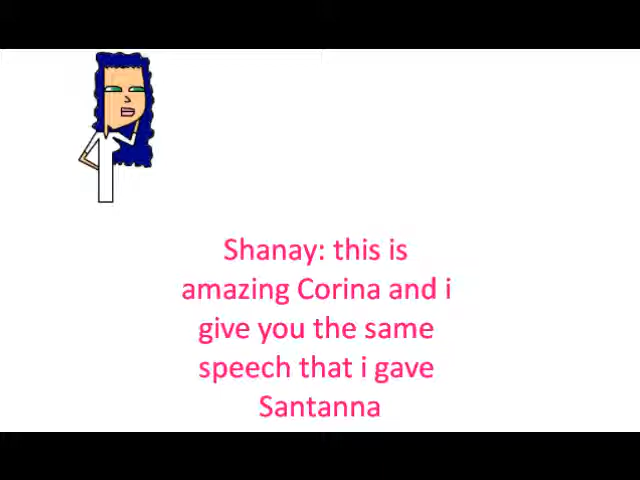 Shanay: this is
amazing Corina and i
give you the same
speech that i gave
Santanna